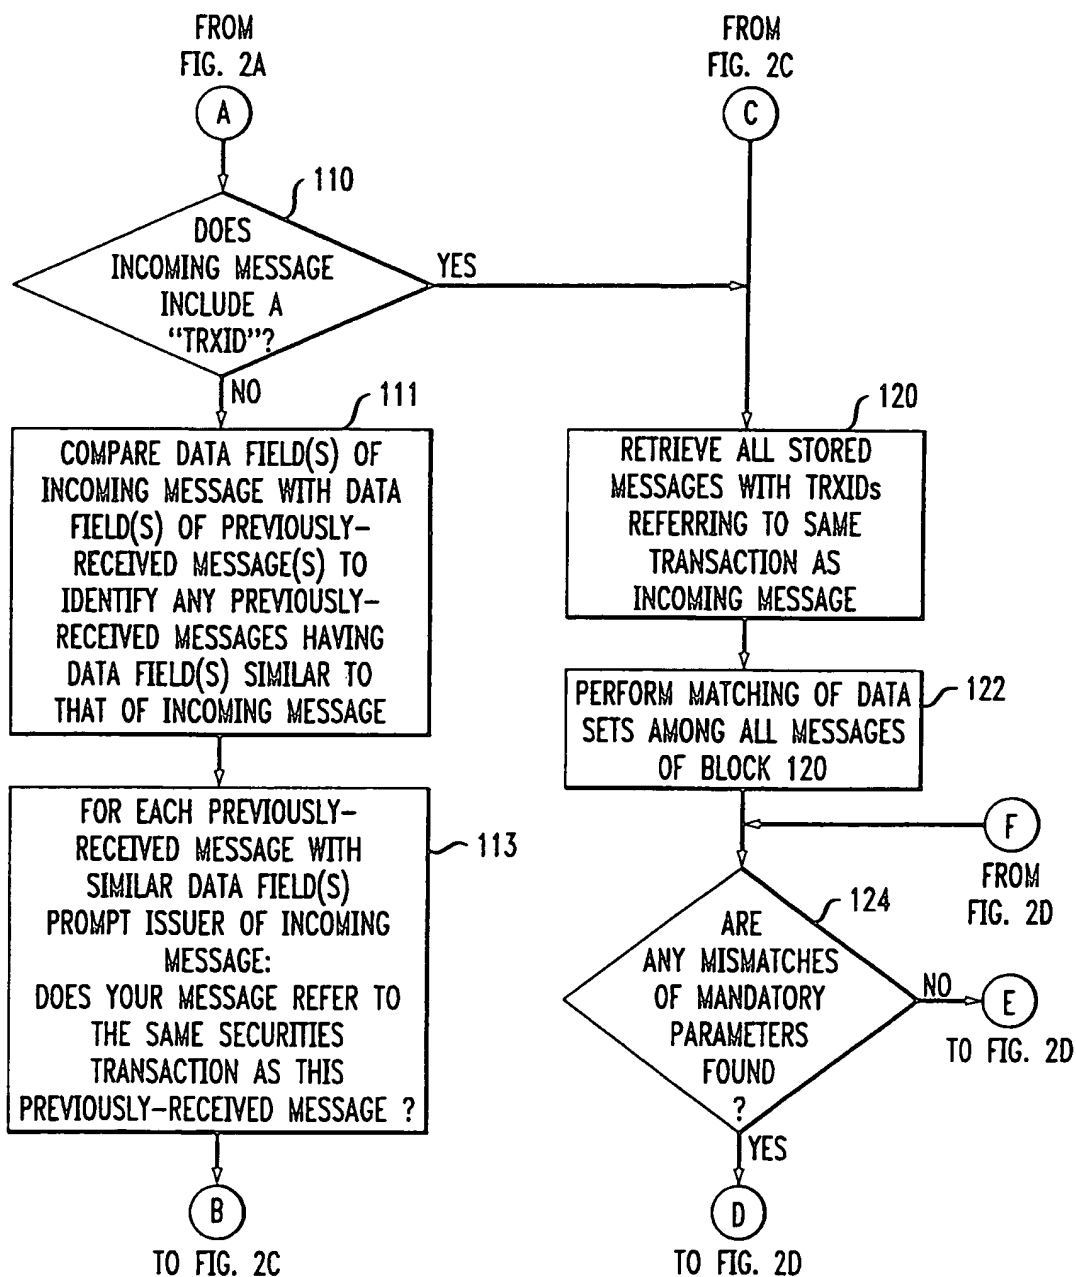 FROM
FIG. 2A
A
110
DOES
INCOMING MESSAGE
INCLUDE A
“TRXID”?
YES
NO
111
COMPARE DATA FIELD(S) OF
INCOMING MESSAGE WITH DATA
FIELD(S) OF PREVIOUSLY-
RECEIVED MESSAGE(S) TO
IDENTIFY ANY PREVIOUSLY-
RECEIVED MESSAGES HAVING
DATA FIELD(S) SIMILAR TO
THAT OF INCOMING MESSAGE
FOR EACH PREVIOUSLY-
RECEIVED MESSAGE WITH
SIMILAR DATA FIELD(S)
PROMPT ISSUER OF INCOMING
MESSAGE:
DOES YOUR MESSAGE REFER TO
THE SAME SECURITIES
TRANSACTION AS THIS
PREVIOUSLY-RECEIVED MESSAGE ?
113
B
TO FIG. 2C
FROM
FIG. 2C
C
120
RETRIEVE ALL STORED
MESSAGES WITH TRXIDs
REFERRING TO SAME
TRANSACTION AS
INCOMING MESSAGE
PERFORM MATCHING OF DATA
SETS AMONG ALL MESSAGES
OF BLOCK 120
122
F
FROM
FIG. 2D
124
ARE
ANY MISMATCHES
OF MANDATORY
PARAMETERS
FOUND
?
NO
E
TO FIG. 2D
YES
D
TO FIG. 2D